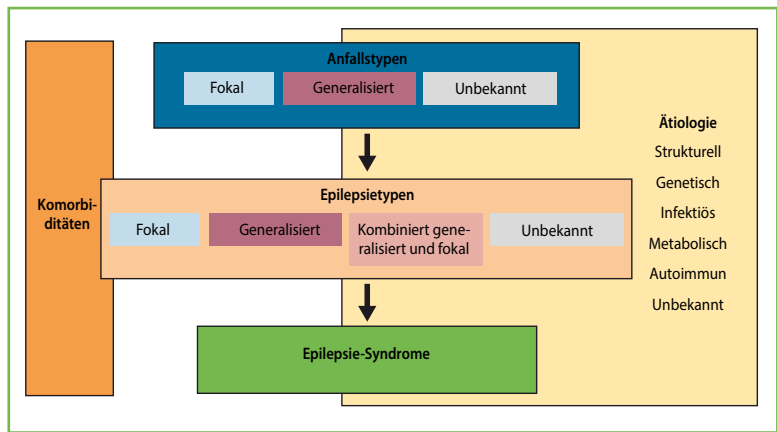 Anfallstypen
Fokal
Generalisiert
Unbekannt
Ätiologie
Strukturell
Genetisch
Infektiös
Metabolisch
Autoimmun
Unbekannt
Komorbi-
ditäten
Epilepsietypen
Fokal
Generalisiert
Kombiniert gene-
ralisiert und fokal
Unbekannt
Epilepsie-Syndrome